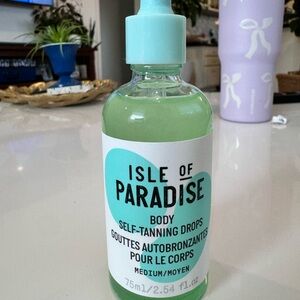 ISLE OF
PARADISE
BODY
SELF-TANNING DROPS
GOUTTES AUTOBRONZANTES
POUR LE CORPS
MEDIUM/MOYEN
75ml/2.54 fl.oz